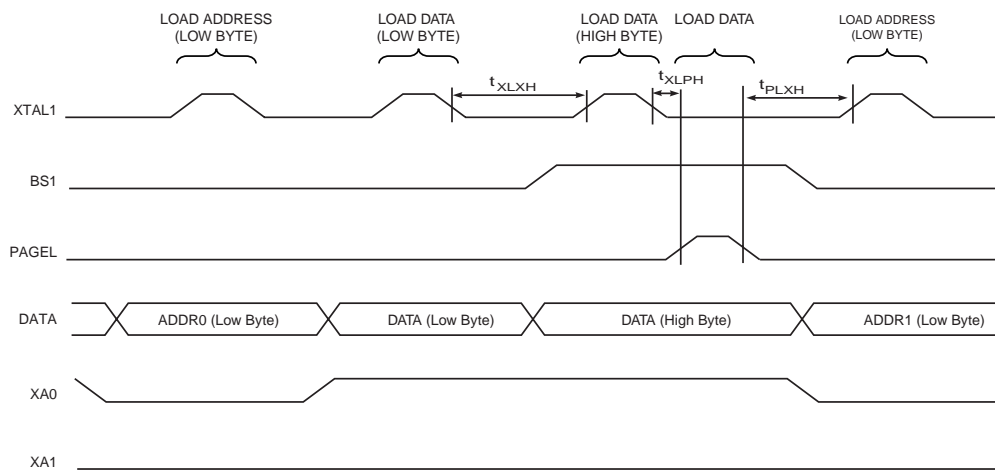 LOAD ADDRESS
(LOW BYTE)
LOAD DATA
(LOW BYTE)
LOAD DATA
(HIGH BYTE)
LOAD DATA
LOAD ADDRESS
(LOW BYTE)
tXLXH
tXLPH
tPLXH
XTAL1
BS1
PAGEL
DATA
ADDR0 (Low Byte)
DATA (Low Byte)
DATA (High Byte)
ADDR1 (Low Byte)
XA0
XA1